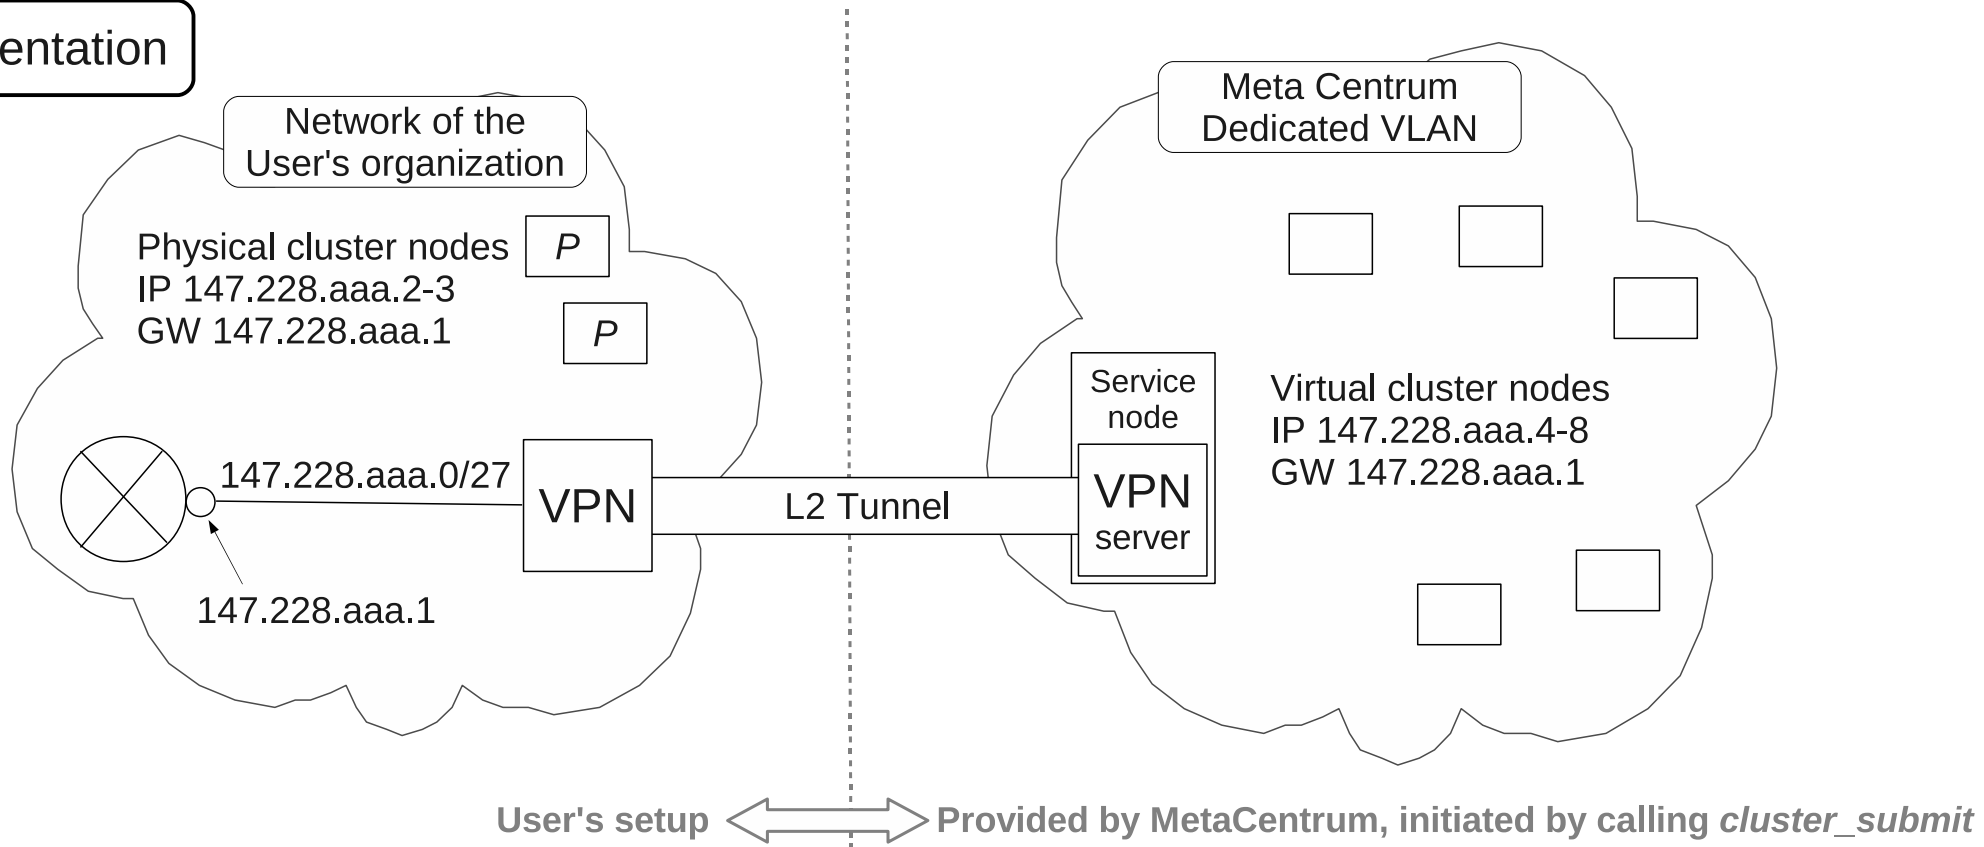 entation
Network of the
User's organization
Meta Centrum
Dedicated VLAN
Physical cluster nodes
IP 147.228.aaa.2-3
GW 147.228.aaa.1
P
P
Service
node
VPN
server
Virtual cluster nodes
IP 147.228.aaa.4-8
GW 147.228.aaa.1
147.228.aaa.0/27
VPN
L2 Tunnel
147.228.aaa.1
User's setup
Provided by MetaCentrum, initiated by calling cluster_submit